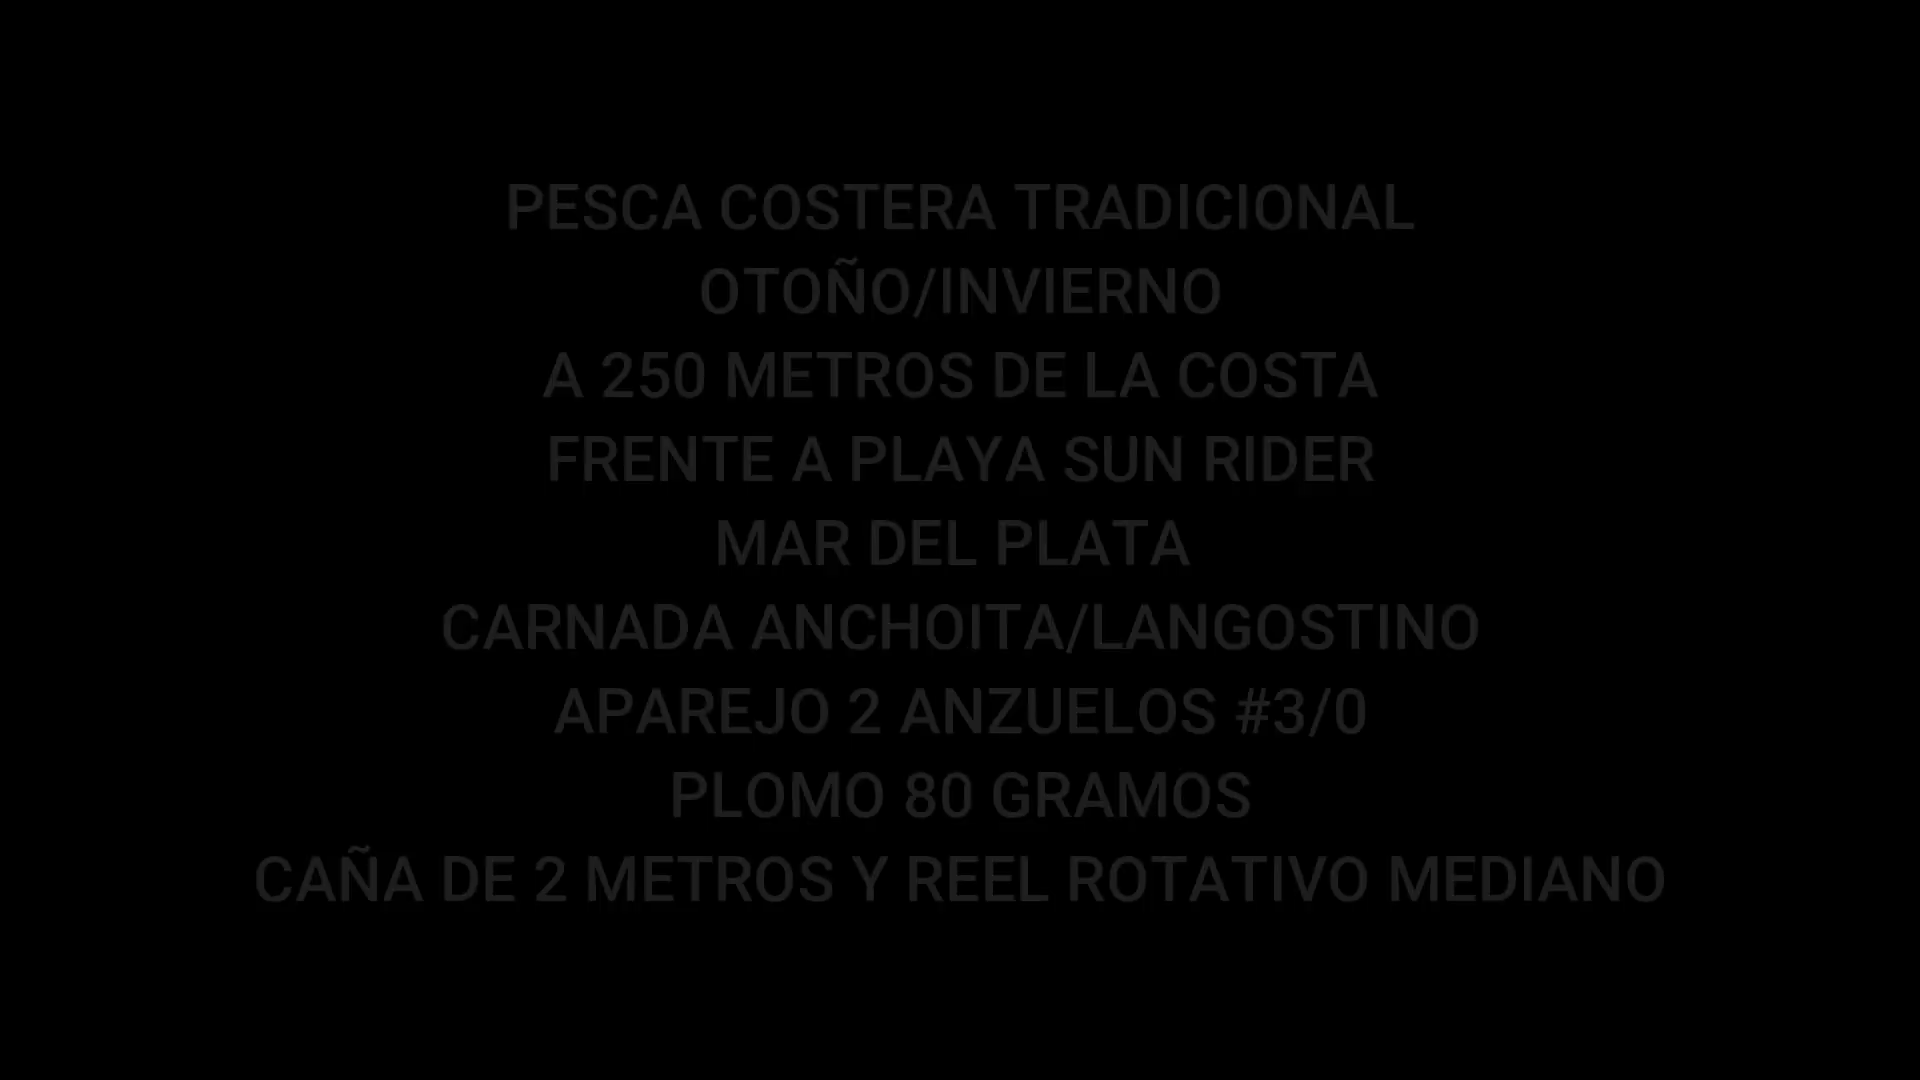 PESCA COSTERA TRADICIONAL
OTOÑO/INVIERNO
A 250 METROS DE LA COSTA
FRENTE A PLAYA SUN RIDER
MAR DEL PLATA
CARNADA ANCHOITA/LANGOSTINO
APAREJO 2 ANZUELOS #3/0
PLOMO 80 GRAMOS
CAÑA DE 2 METROS Y REEL ROTATIVO MEDIANO